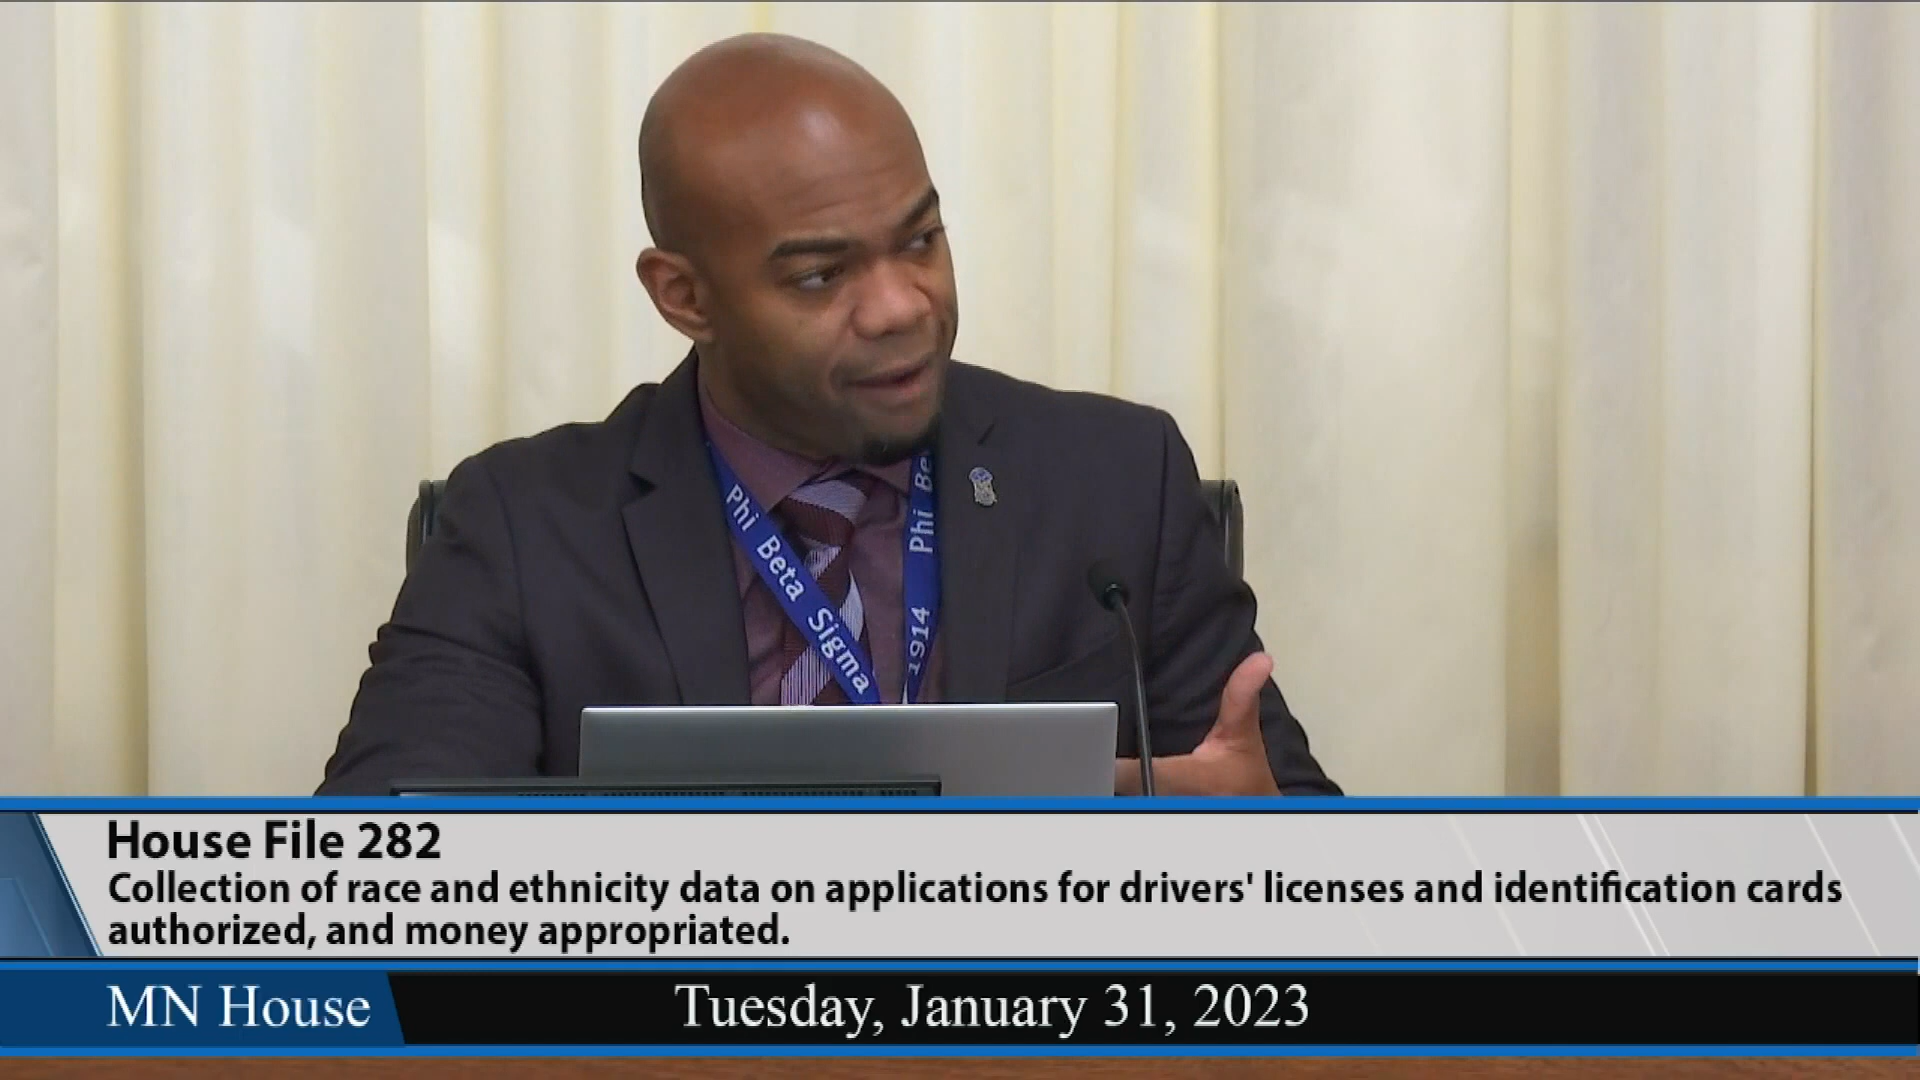 Phi Beta Sigma
Phi Be
1914
House File 282
Collection of race and ethnicity data on applications for drivers' licenses and identification cards
authorized, and money appropriated.
MN House
Tuesday, January 31, 2023